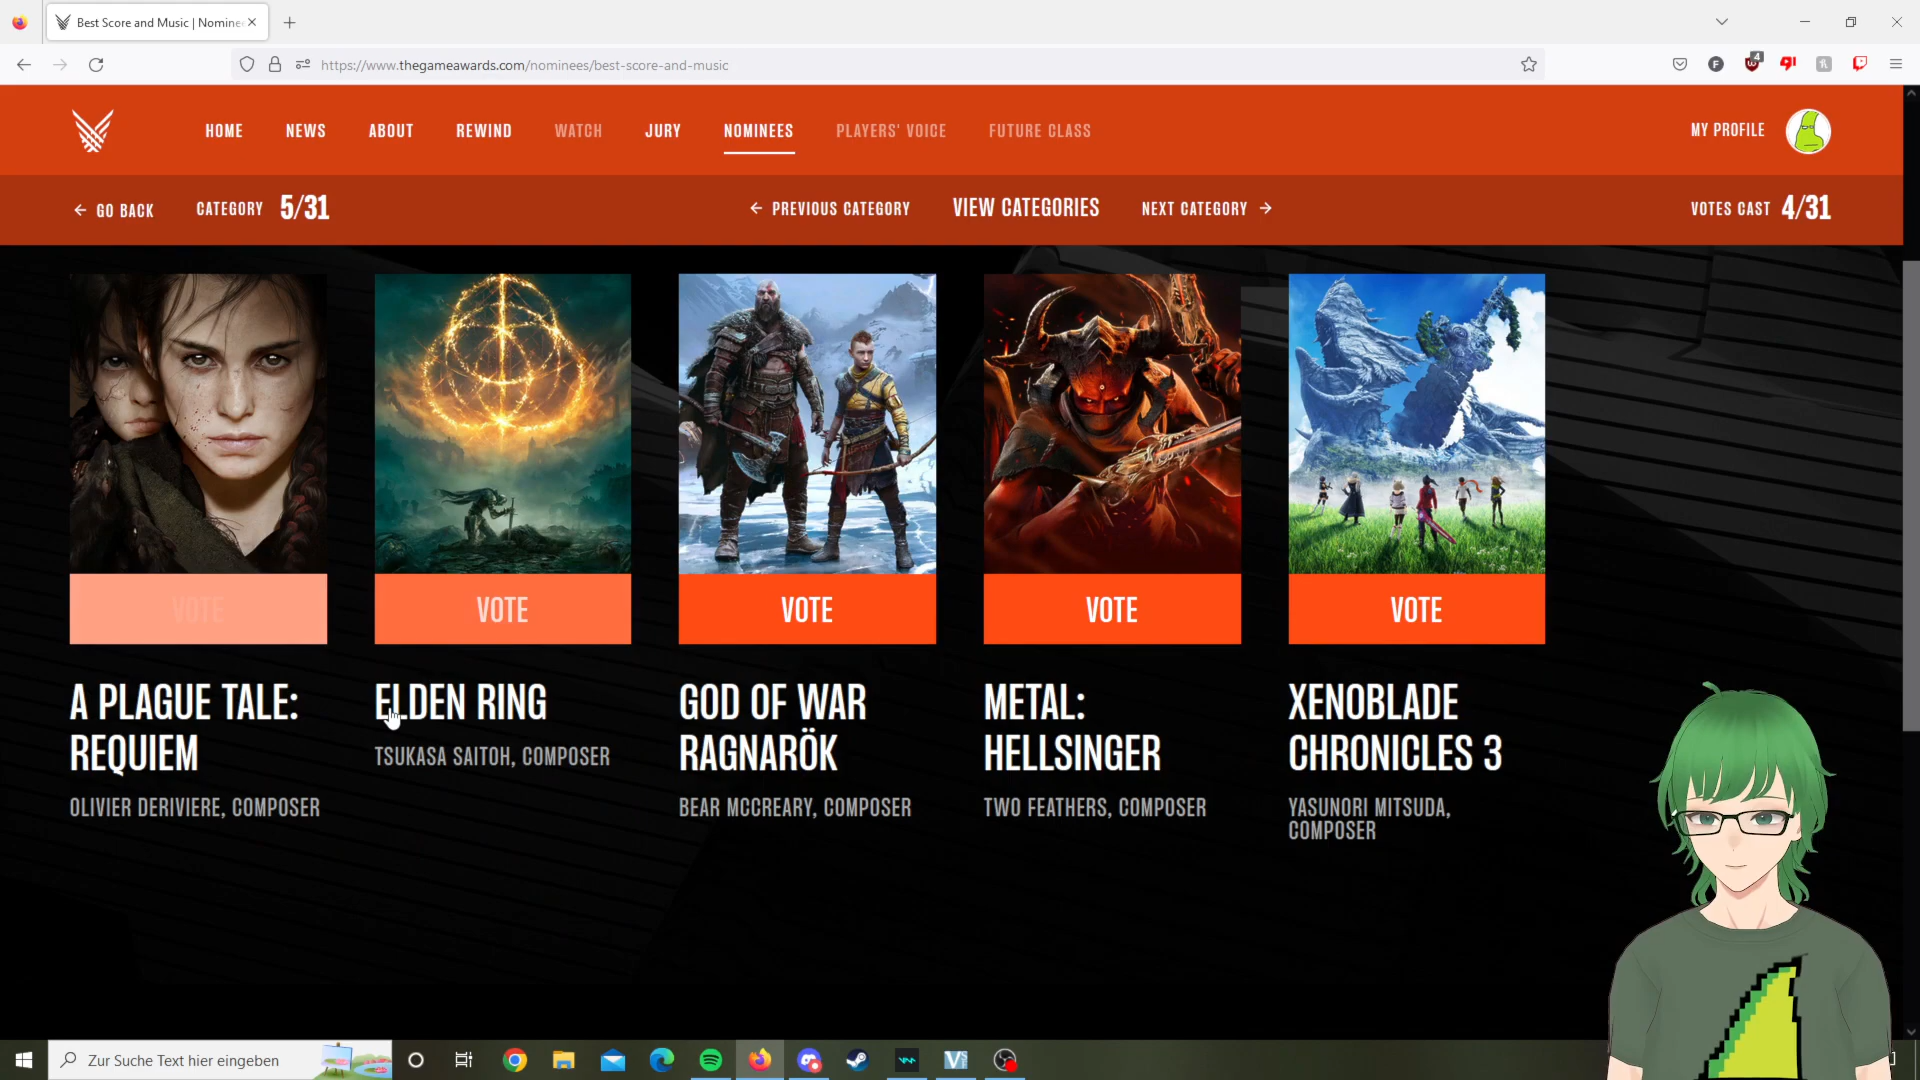 Best Score and Music | Nomine
https://www.thegameawards.com/nominees/best-score-and-music
4
HOME NEWS ABOUT REWIND WATCH JURY NOMINEES PLAYERS' VOICE FUTURE CLASS MY PROFILE
← GO BACK CATEGORY 5/31 ← PREVIOUS CATEGORY VIEW CATEGORIES NEXT CATEGORY → VOTES CAST 4/31
VOTE VOTE VOTE VOTE VOTE
A PLAGUE TALE:
REQUIEM
OLIVIER DERIVIERE, COMPOSER
ELDEN RING
TSUKASA SAITOH, COMPOSER
GOD OF WAR
RAGNARÖK
BEAR MCCREARY, COMPOSER
METAL:
HELLSINGER
TWO FEATHERS, COMPOSER
XENOBLADE
CHRONICLES 3
YASUNORI MITSUDA,
COMPOSER
Zur Suche Text hier eingeben